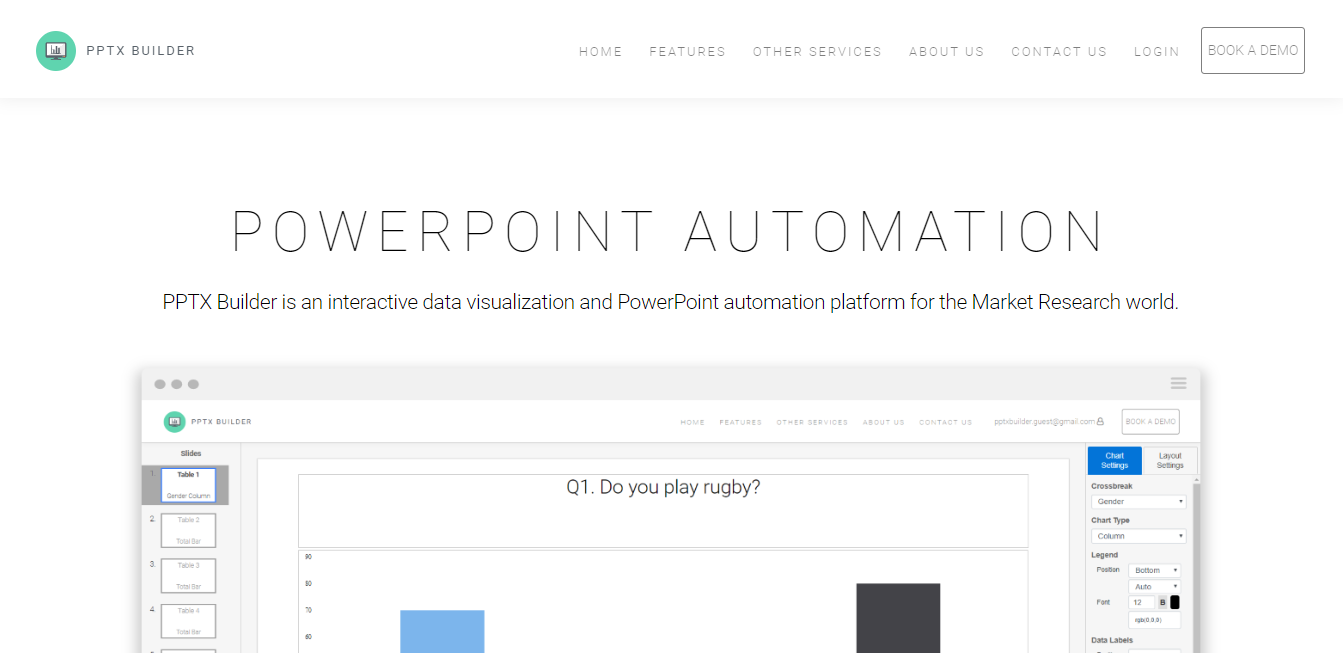 PPTX BUILDER
HOME FEATURES OTHER SERVICES ABOUT US CONTACT US LOGIN BOOK A DEMO
POWERPOINT AUTOMATION
PPTX Builder is an interactive data visualization and PowerPoint automation platform for the Market Research world.
PPTX BUILDER
HOME FEATURES OTHER SERVICES ABOUT US CONTACT US pptxbuilder.guest@gmail.com BOOK A DEMO
Slides
1. Table 1
Gender Column
2. Table 2
Total Bar
3. Table 3
Total Bar
4. Table 4
Total Bar
Q1. Do you play rugby?
90
80
70
60
Chart Settings
Layout Settings
Crossbreak
Gender
Chart Type
Column
Legend
Position Bottom
Auto
Font 12 B
rgb(0,0,0)
Data Labels